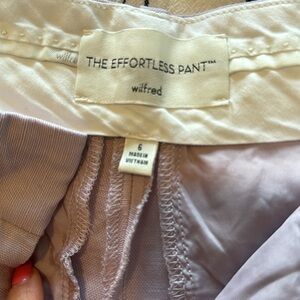 THE EFFORTLESS PANT™
wilfred
6
MADE IN
VIETNAM